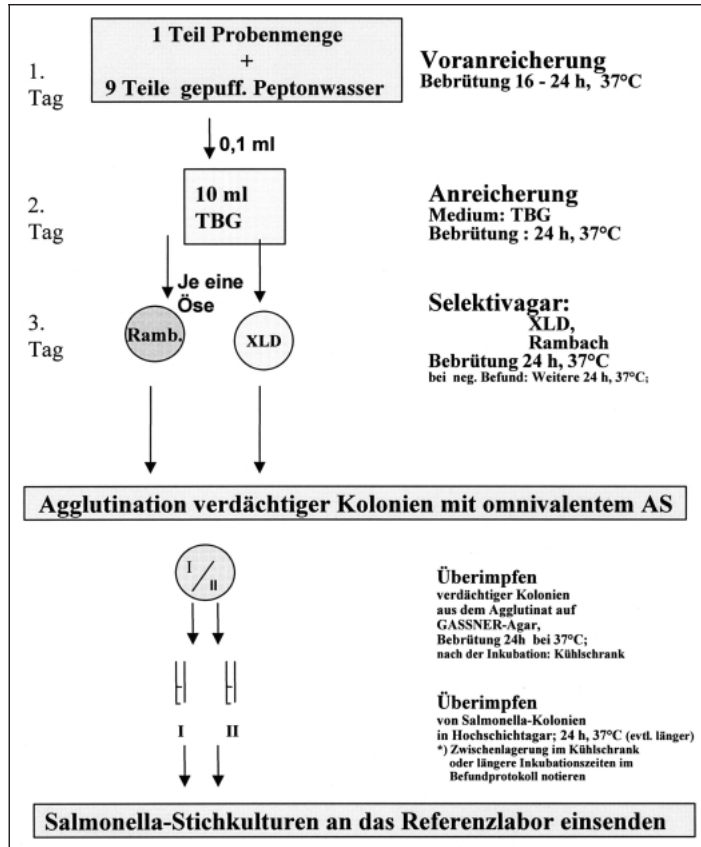 1 Teil Probenmenge
+
9 Teile gepuff. Peptonwasser
1.
Tag
Voranreicherung
Bebrütung 16 - 24 h, 37°C
0,1 ml
2.
Tag
10 ml
TBG
Anreicherung
Medium: TBG
Bebrütung : 24 h, 37°C
Je eine
Öse
3.
Tag
Ramb.
XLD
Selektivagar:
XLD,
Rambach
Bebrütung 24 h, 37°C
bei neg. Befund: Weitere 24 h, 37°C;
Agglutination verdächtiger Kolonien mit omnivalentem AS
I / II
Überimpfen
verdächtiger Kolonien
aus dem Agglutinat auf
GASSNER-Agar,
Bebrütung 24h bei 37°C;
nach der Inkubation: Kühlschrank
I II
Überimpfen
von Salmonella-Kolonien
in Hochschichtagar; 24 h, 37°C (evtl. länger)
*) Zwischenlagerung im Kühlschrank
oder längere Inkubationszeiten im
Befundprotokoll notieren
Salmonella-Stichkulturen an das Referenzlabor einsenden